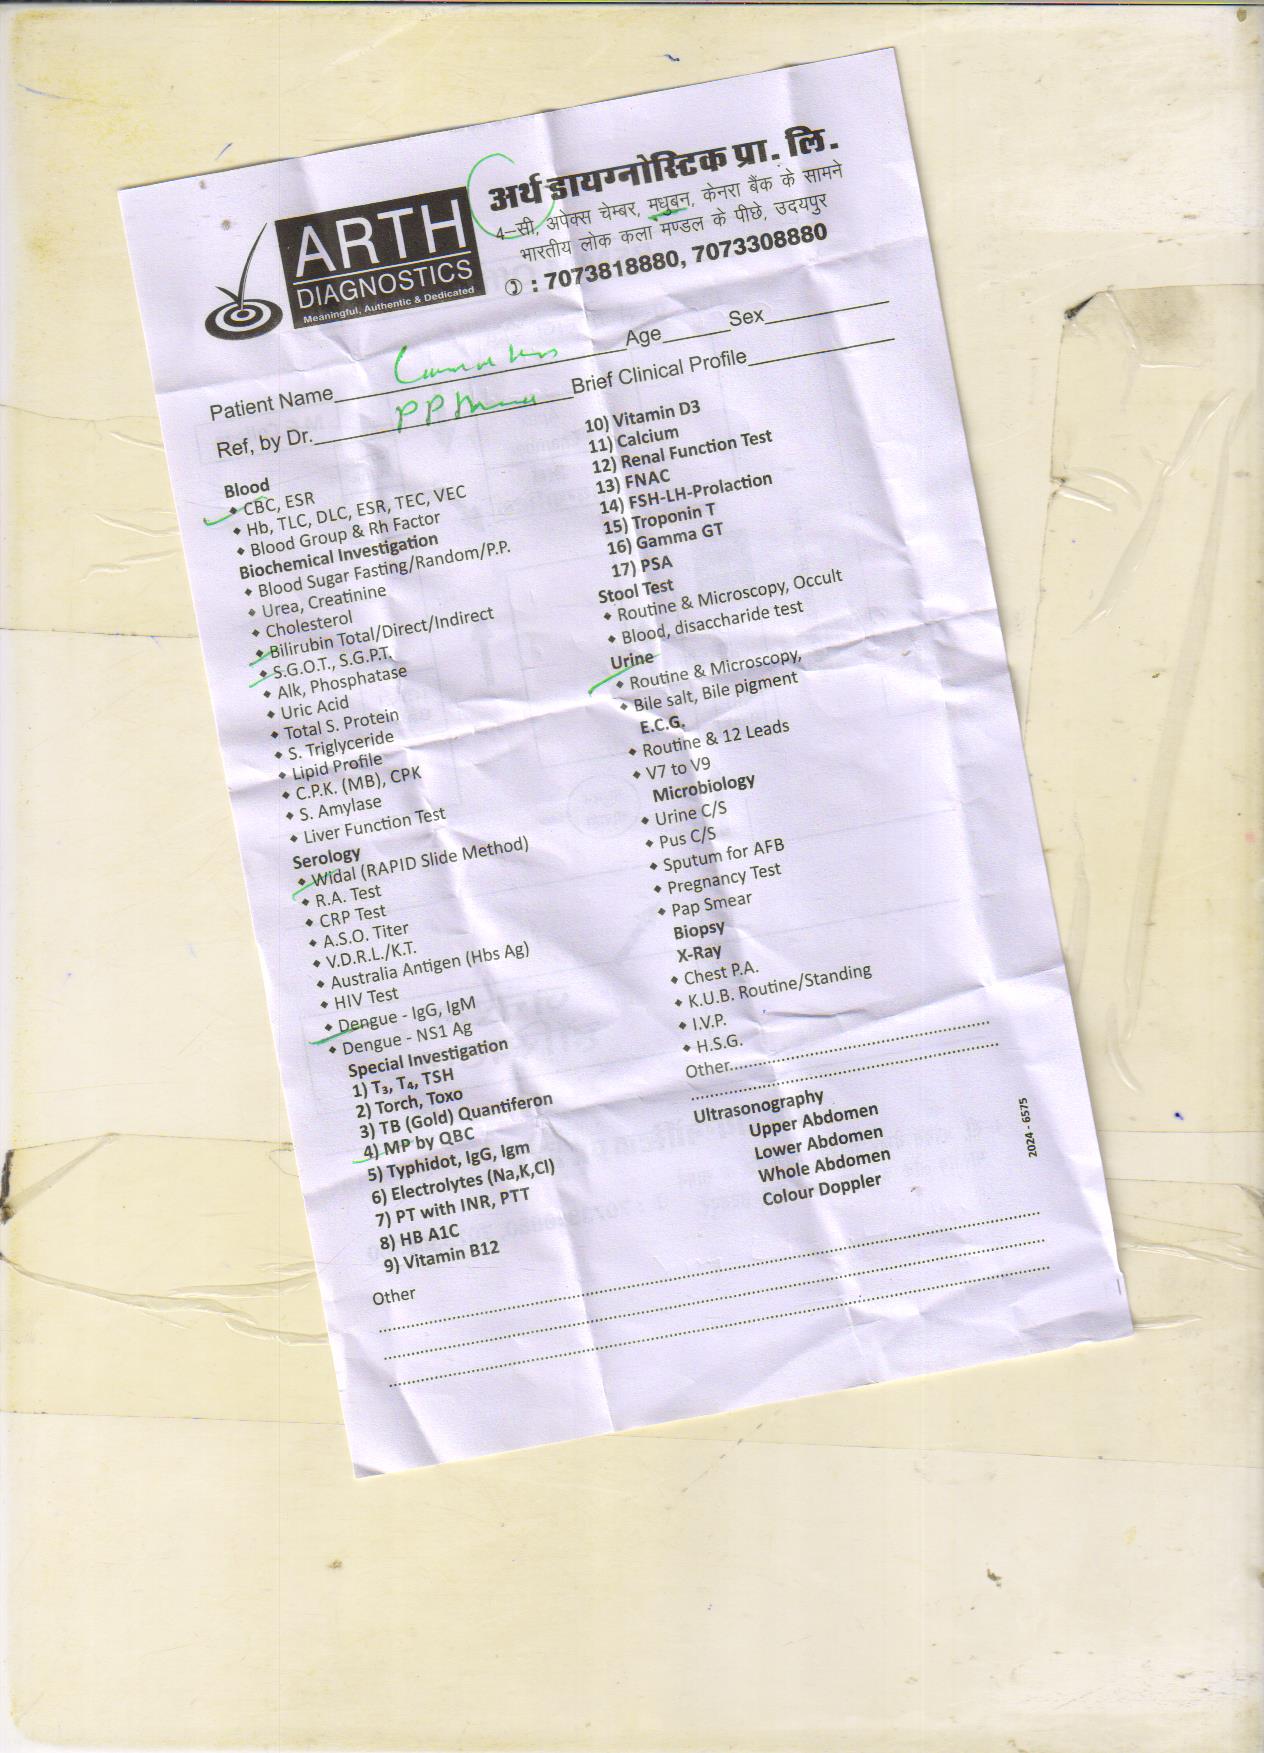 ARTH
DIAGNOSTICS
Meaningful, Authentic & Dedicated
अर्थ डायग्नोस्टिक प्रा. लि.
4-सी, अपेक्स चेम्बर, मधुबन, केनरा बैंक के सामने
भारतीय लोक कला मण्डल के पीछे, उदयपुर
: 7073818880, 7073308880
Patient Name Age Sex
Ref, by Dr. PP Brief Clinical Profile
Blood
CBC, ESR
Hb, TLC, DLC, ESR, TEC, VEC
Blood Group & Rh Factor
Biochemical Investigation
Blood Sugar Fasting/Random/P.P.
Urea, Creatinine
Cholesterol
Bilirubin Total/Direct/Indirect
S.G.O.T., S.G.P.T.
Alk, Phosphatase
Uric Acid
Total S. Protein
S. Triglyceride
Lipid Profile
C.P.K. (MB), CPK
S. Amylase
Liver Function Test
Serology
Widal (RAPID Slide Method)
R.A. Test
CRP Test
A.S.O. Titer
V.D.R.L./K.T.
Australia Antigen (Hbs Ag)
HIV Test
Dengue - IgG, IgM
Dengue - NS1 Ag
Special Investigation
1) T₃, T₄, TSH
2) Torch, Toxo
3) TB (Gold) Quantiferon
4) MP by QBC
5) Typhidot, IgG, Igm
6) Electrolytes (Na,K,Cl)
7) PT with INR, PTT
8) HB A1C
9) Vitamin B12
Other
10) Vitamin D3
11) Calcium
12) Renal Function Test
13) FNAC
14) FSH-LH-Prolaction
15) Troponin T
16) Gamma GT
17) PSA
Stool Test
Routine & Microscopy, Occult
Blood, disaccharide test
Urine
Routine & Microscopy,
Bile salt, Bile pigment
E.C.G.
Routine & 12 Leads
V7 to V9
Microbiology
Urine C/S
Pus C/S
Sputum for AFB
Pregnancy Test
Pap Smear
Biopsy
X-Ray
Chest P.A.
K.U.B. Routine/Standing
I.V.P.
H.S.G.
Other
Ultrasonography
Upper Abdomen
Lower Abdomen
Whole Abdomen
Colour Doppler
2024 - 6575